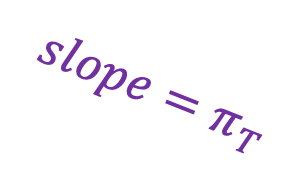 slope = π_T